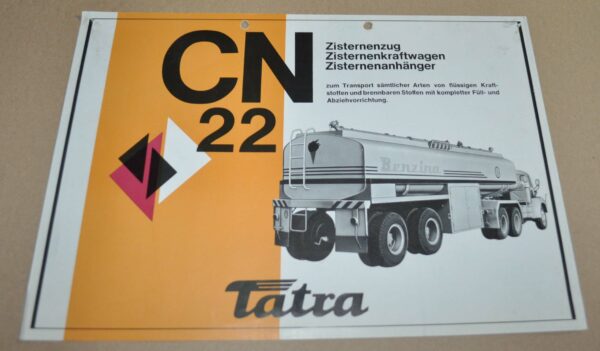 CN
22
Zisternenzug
Zisternenkraftwagen
Zisternenanhänger
zum Transport sämtlicher Arten von flüssigen Kraft-
stoffen und brennbaren Stoffen mit kompletter Füll- und
Abziehvorrichtung.
Benzina
Tatra